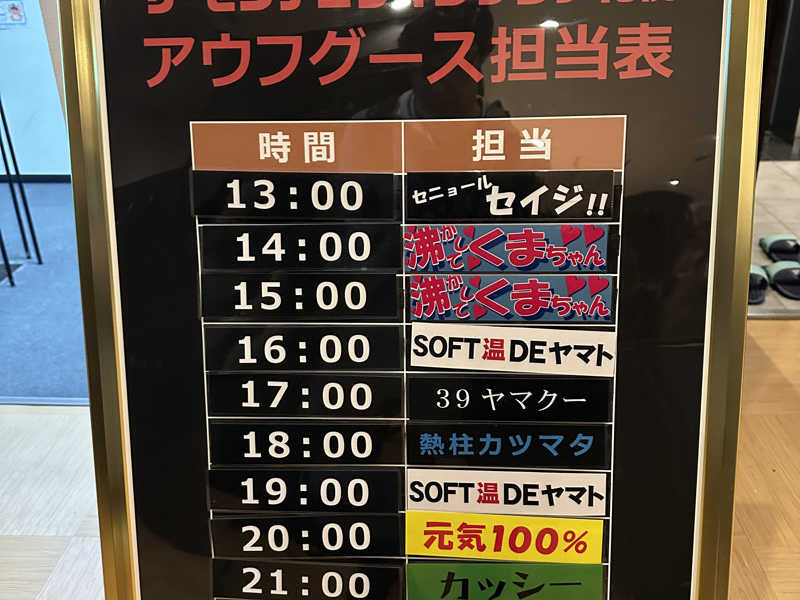 アウフグース担当表
時間 担当
13:00 セニョールセイジ!!
14:00 沸かしてくまちゃん
15:00 沸かしてくまちゃん
16:00 SOFT温DEヤマト
17:00 39ヤマクー
18:00 熱柱カツマタ
19:00 SOFT温DEヤマト
20:00 元気100%
21:00 カッシー